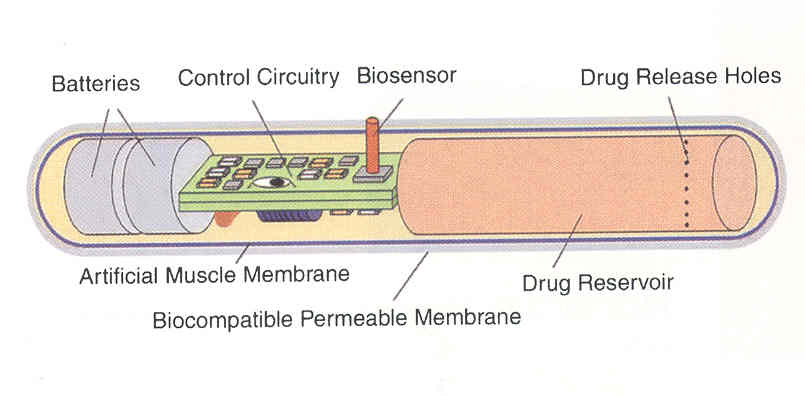 Batteries
Control Circuitry
Biosensor
Drug Release Holes
Artificial Muscle Membrane
Drug Reservoir
Biocompatible Permeable Membrane